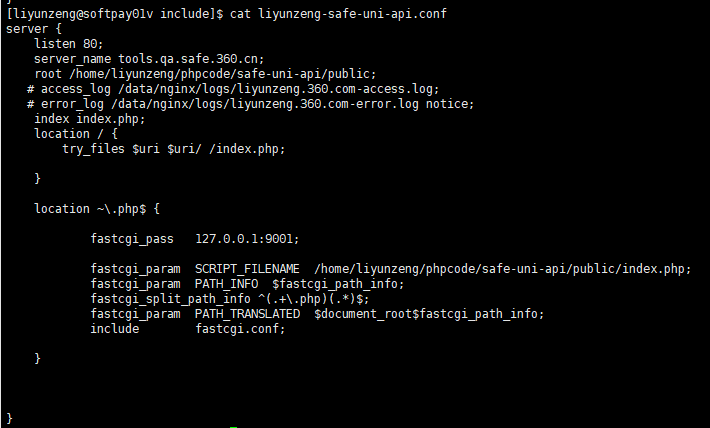 [liyunzeng@softpay01v include]$ cat liyunzeng-safe-uni-api.conf
server {
    listen 80;
    server_name tools.qa.safe.360.cn;
    root /home/liyunzeng/phpcode/safe-uni-api/public;
   # access_log /data/nginx/logs/liyunzeng.360.com-access.log;
   # error_log /data/nginx/logs/liyunzeng.360.com-error.log notice;
    index index.php;
    location / {
        try_files $uri $uri/ /index.php;
    }
    location ~\.php$ {
            fastcgi_pass   127.0.0.1:9001;
            fastcgi_param  SCRIPT_FILENAME  /home/liyunzeng/phpcode/safe-uni-api/public/index.php;
            fastcgi_param  PATH_INFO  $fastcgi_path_info;
            fastcgi_split_path_info ^(.+\.php)(.*)$;
            fastcgi_param  PATH_TRANSLATED  $document_root$fastcgi_path_info;
            include        fastcgi.conf;
    }
}